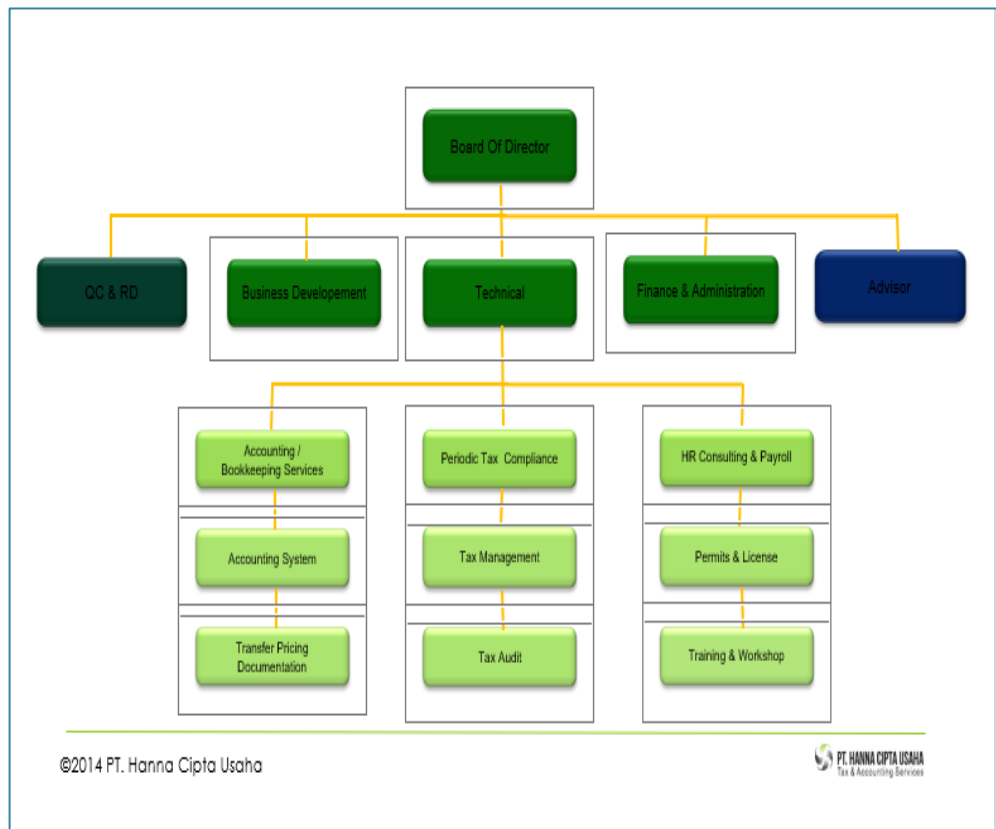 Board Of Director
QC & RD
Business Developement
Technical
Finance & Administration
Advisor
Accounting /
Bookkeeping Services
Periodic Tax Compliance
HR Consulting & Payroll
Accounting System
Tax Management
Permits & License
Transfer Pricing
Documentation
Tax Audit
Training & Workshop
©2014 PT. Hanna Cipta Usaha
PT. HANNA CIPTA USAHA
Tax & Accounting Services